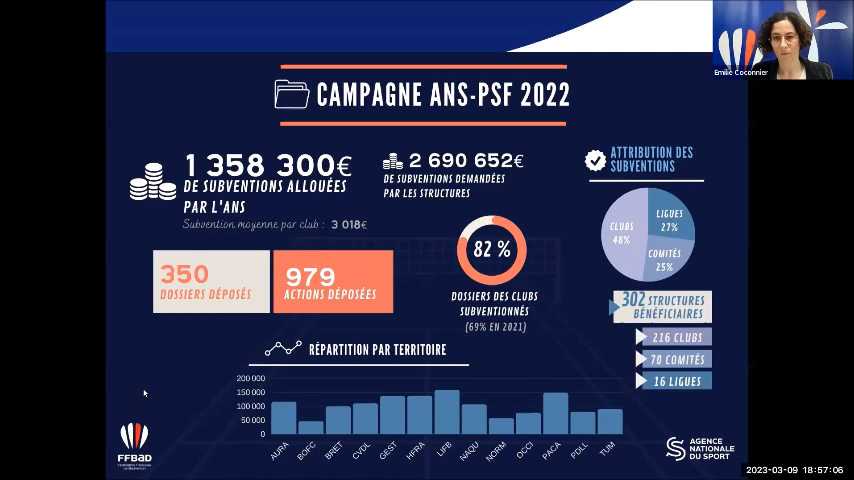 Emilie Coconnier
CAMPAGNE ANS-PSF 2022
1 358 300€
DE SUBVENTIONS ALLOUÉES
PAR L'ANS
Subvention moyenne par club : 3 018€
2 690 652€
DE SUBVENTIONS DEMANDÉES
PAR LES STRUCTURES
ATTRIBUTION DES
SUBVENTIONS
CLUBS
48%
LIGUES
27%
COMITÉS
25%
350
DOSSIERS DÉPOSÉS
979
ACTIONS DÉPOSÉES
82 %
DOSSIERS DES CLUBS
SUBVENTIONNÉS
(69% EN 2021)
302 STRUCTURES
BÉNÉFICIAIRES
216 CLUBS
70 COMITÉS
16 LIGUES
RÉPARTITION PAR TERRITOIRE
200 000
150 000
100 000
50 000
0
AURA
BOFC
BRET
CVDL
GEST
HFRA
LIFB
NAQU
NORM
OCCI
PACA
PDLL
TUM
FFBaD
Fédération Française
de Badminton
AGENCE
NATIONALE
DU SPORT
2023-03-09 18:57:06